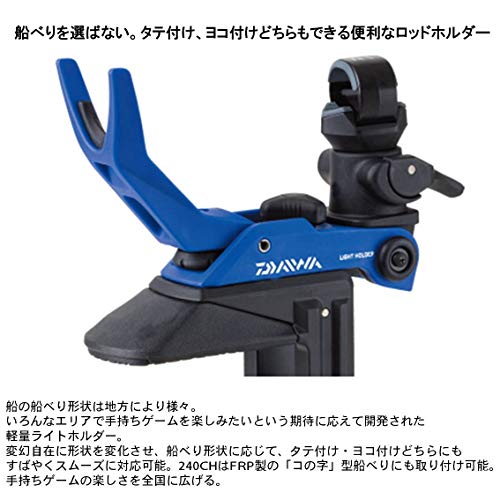 船べりを選ばない。タテ付け、ヨコ付けどちらもできる便利なロッドホルダー
DAIWA
LIGHT HOLDER
船の船べり形状は地方により様々。
いろんなエリアで手持ちゲームを楽しみたいという期待に応えて開発された
軽量ライトホルダー。
変幻自在に形状を変化させ、船べり形状に応じて、タテ付け・ヨコ付けどちらにも
すばやくスムーズに対応可能。240CHはFRP製の「コの字」型船べりにも取り付け可能。
手持ちゲームの楽しさを全国に広げる。